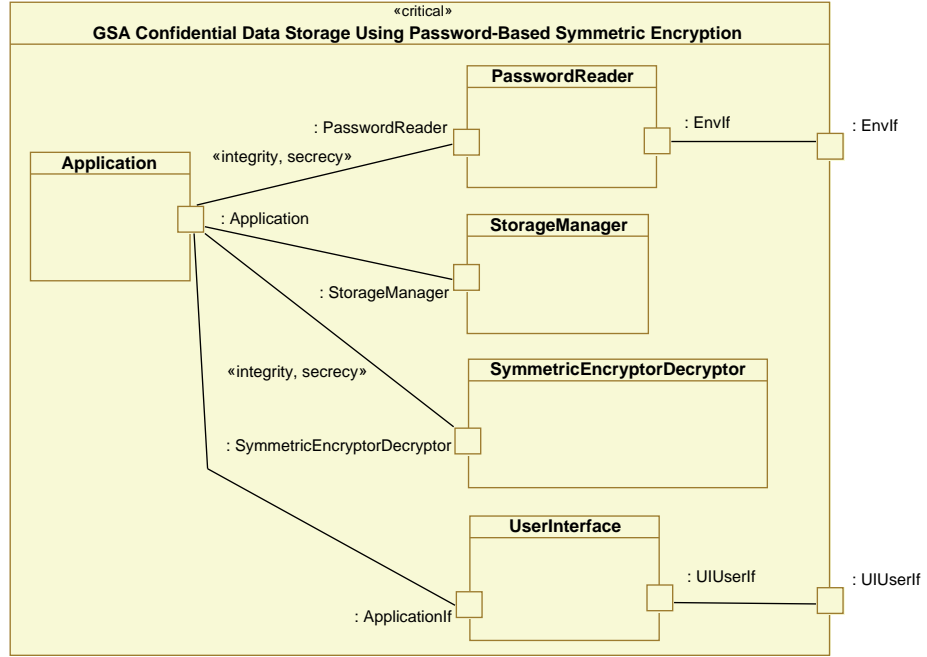 «critical»
GSA Confidential Data Storage Using Password-Based Symmetric Encryption
PasswordReader
: PasswordReader
: EnvIf
: EnvIf
«integrity, secrecy»
Application
: Application
StorageManager
: StorageManager
«integrity, secrecy»
SymmetricEncryptorDecryptor
: SymmetricEncryptorDecryptor
UserInterface
: UIUserIf
: UIUserIf
: ApplicationIf